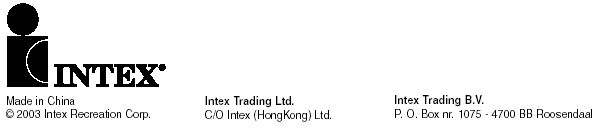 INTEX®
Made in China
© 2003 Intex Recreation Corp.
Intex Trading Ltd.
C/O Intex (HongKong) Ltd.
Intex Trading B.V.
P. O. Box nr. 1075 - 4700 BB Roosendaal